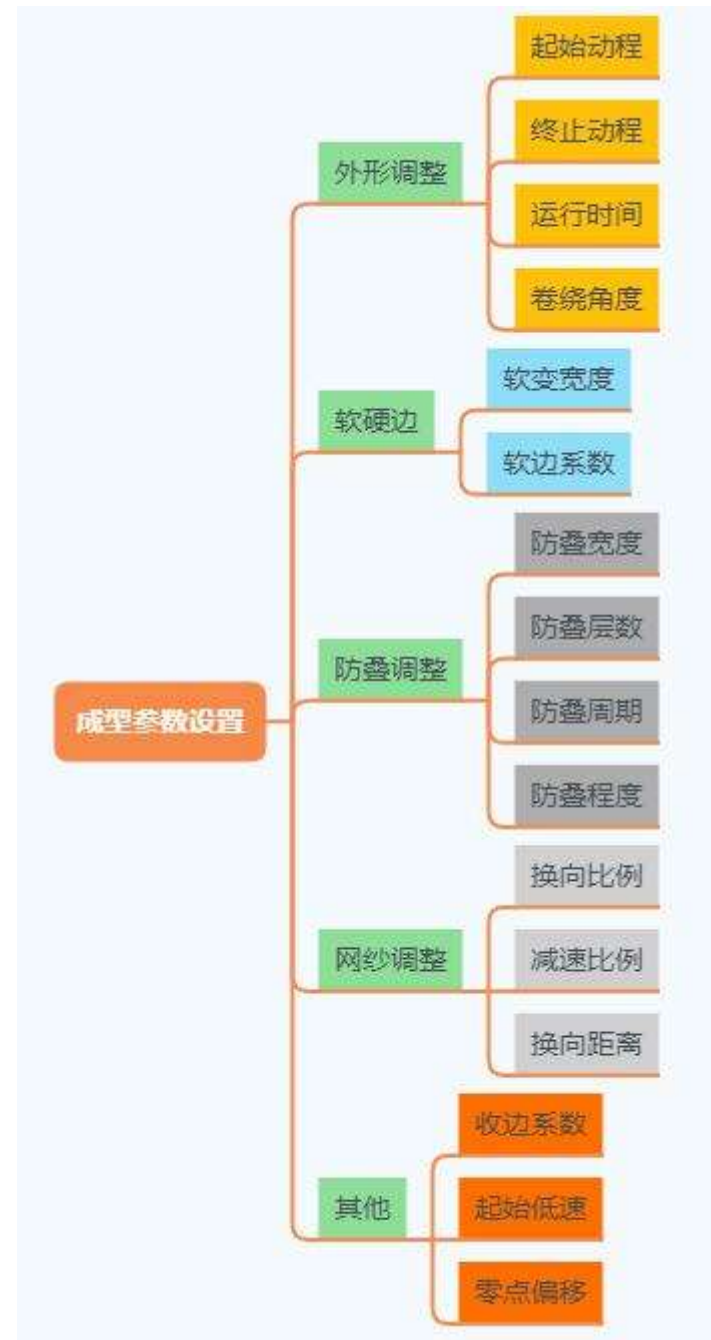 成型参数设置
外形调整
起始动程
终止动程
运行时间
卷绕角度
软硬边
软变宽度
软边系数
防叠调整
防叠宽度
防叠层数
防叠周期
防叠程度
网纱调整
换向比例
减速比例
换向距离
其他
收边系数
起始低速
零点偏移